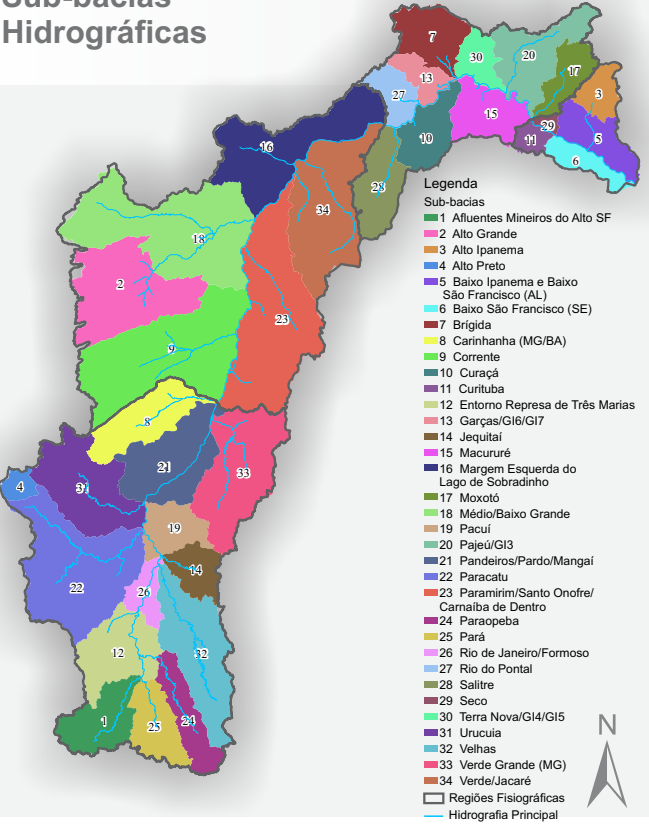 Sub-bacias
Hidrográficas
7
30
20
17
13
27
3
15
10
29
11
5
6
16
28
34
18
2
23
9
8
21
33
4
31
19
14
22
26
12
32
1
25
24
Legenda
Sub-bacias
1 Afluentes Mineiros do Alto SF
2 Alto Grande
3 Alto Ipanema
4 Alto Preto
5 Baixo Ipanema e Baixo
São Francisco (AL)
6 Baixo São Francisco (SE)
7 Brígida
8 Carinhanha (MG/BA)
9 Corrente
10 Curaçá
11 Curituba
12 Entorno Represa de Três Marias
13 Garças/GI6/GI7
14 Jequitaí
15 Macururé
16 Margem Esquerda do
Lago de Sobradinho
17 Moxotó
18 Médio/Baixo Grande
19 Pacuí
20 Pajeú/GI3
21 Pandeiros/Pardo/Mangaí
22 Paracatu
23 Paramirim/Santo Onofre/
Carnaíba de Dentro
24 Paraopeba
25 Pará
26 Rio de Janeiro/Formoso
27 Rio do Pontal
28 Salitre
29 Seco
30 Terra Nova/GI4/GI5
31 Urucuia
32 Velhas
33 Verde Grande (MG)
34 Verde/Jacaré
Regiões Fisiográficas
Hidrografia Principal
N